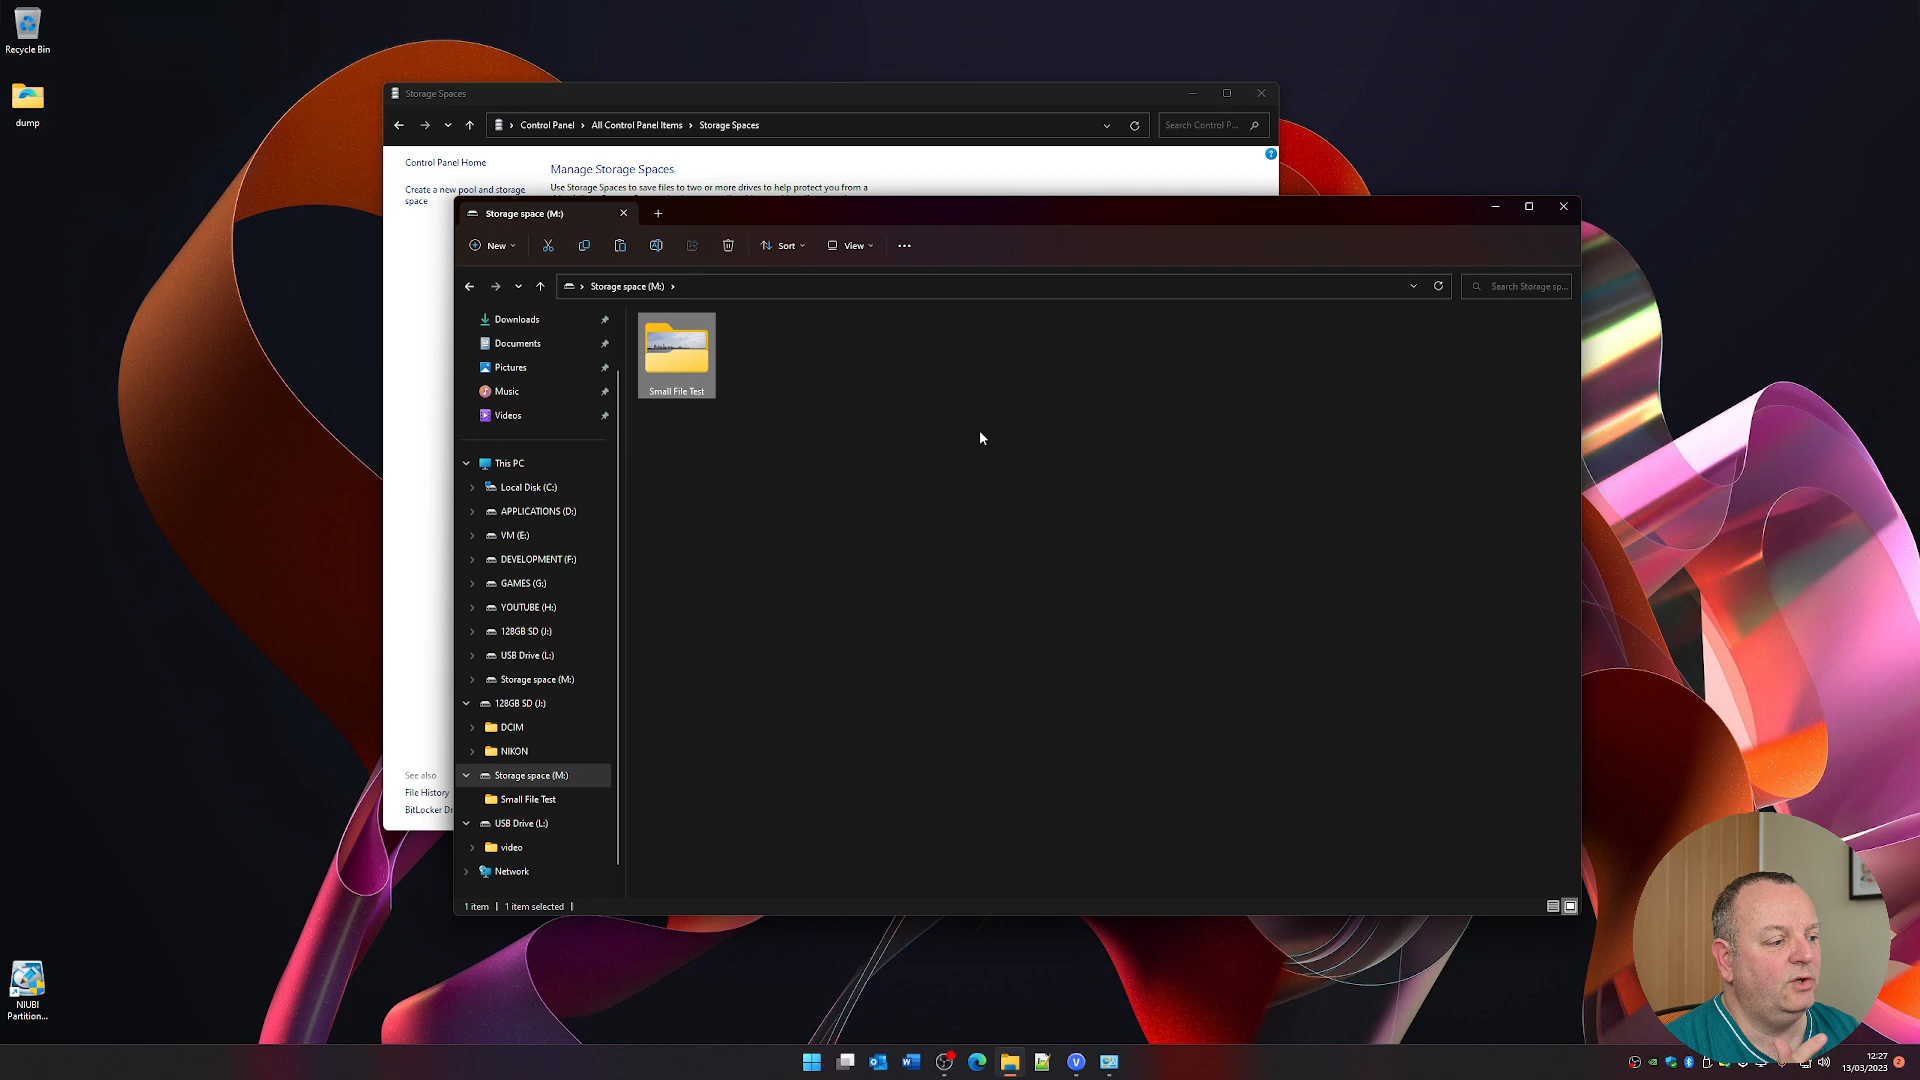 Recycle Bin
dump
NIUBI
Partition...
Storage Spaces
Control Panel
All Control Panel Items
Storage Spaces
Search Control P...
Control Panel Home
Create a new pool and storage
space
Manage Storage Spaces
Use Storage Spaces to save files to two or more drives to help protect you from a
See also
File History
BitLocker Dr
Storage space (M:)
New
Sort
View
Storage space (M:)
Search Storage sp...
Downloads
Documents
Pictures
Music
Videos
This PC
Local Disk (C:)
APPLICATIONS (D:)
VM (E:)
DEVELOPMENT (F:)
GAMES (G:)
YOUTUBE (H:)
128GB SD (J:)
USB Drive (L:)
Storage space (M:)
128GB SD (J:)
DCIM
NIKON
Storage space (M:)
Small File Test
USB Drive (L:)
video
Network
Small File Test
1 item
1 item selected
12:27
13/03/2023
2